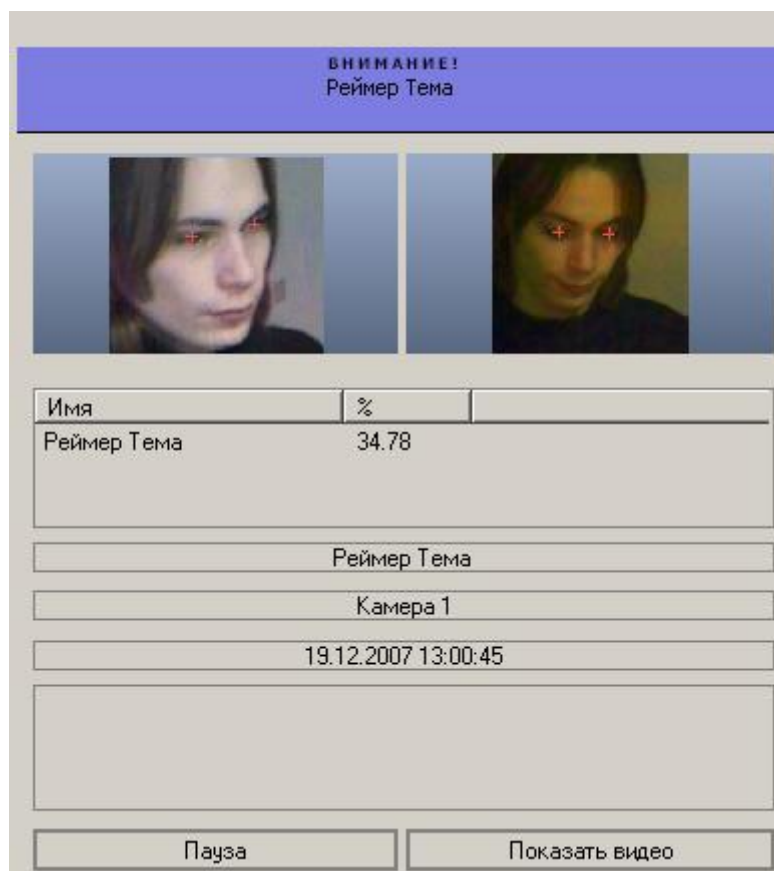 ВНИМАНИЕ!
Реймер Тема
Имя %
Реймер Тема 34.78
Реймер Тема
Камера 1
19.12.2007 13:00:45
Пауза Показать видео